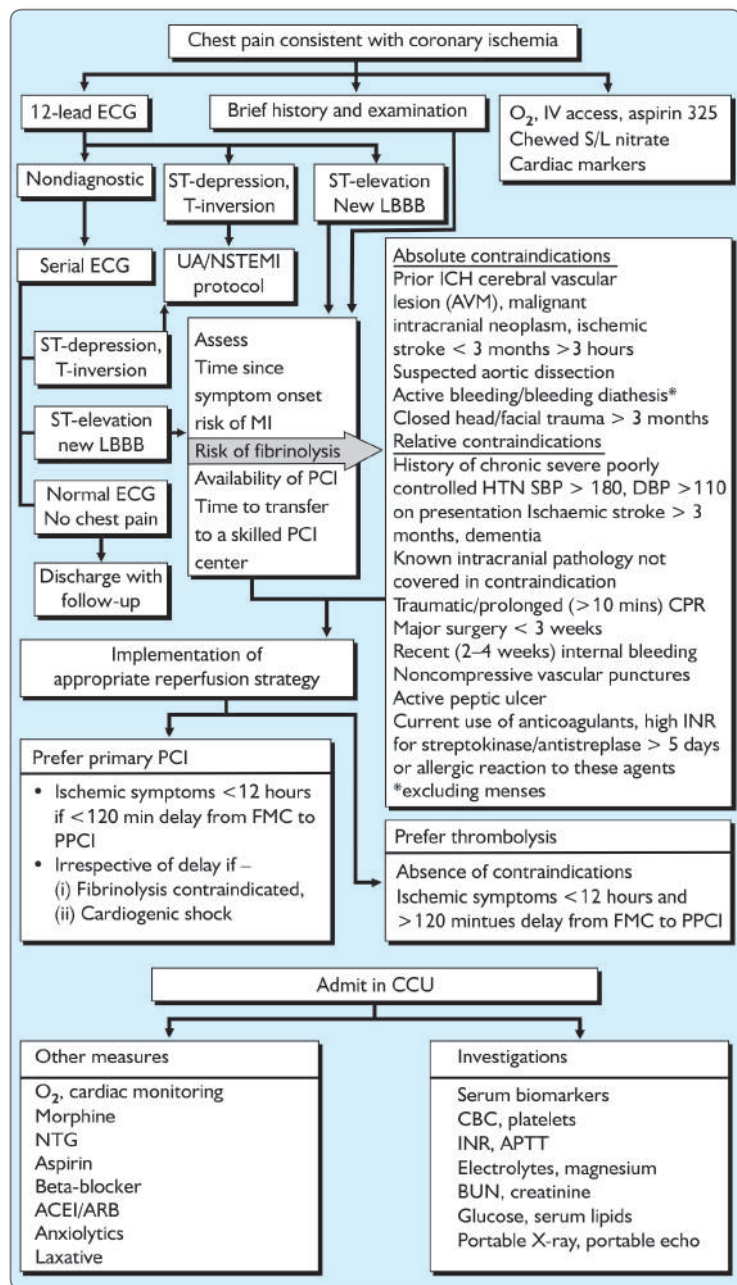 Chest pain consistent with coronary ischemia
12-lead ECG
Brief history and examination
O₂, IV access, aspirin 325
Chewed S/L nitrate
Cardiac markers
Nondiagnostic
ST-depression,
T-inversion
ST-elevation
New LBBB
Serial ECG
UA/NSTEMI
protocol
ST-depression,
T-inversion
ST-elevation
new LBBB
Normal ECG
No chest pain
Discharge with
follow-up
Assess
Time since
symptom onset
risk of MI
Risk of fibrinolysis
Availability of PCI
Time to transfer
to a skilled PCI
center
Absolute contraindications
Prior ICH cerebral vascular
lesion (AVM), malignant
intracranial neoplasm, ischemic
stroke < 3 months >3 hours
Suspected aortic dissection
Active bleeding/bleeding diathesis*
Closed head/facial trauma > 3 months
Relative contraindications
History of chronic severe poorly
controlled HTN SBP > 180, DBP >110
on presentation Ischaemic stroke > 3
months, dementia
Known intracranial pathology not
covered in contraindication
Traumatic/prolonged (>10 mins) CPR
Major surgery < 3 weeks
Recent (2–4 weeks) internal bleeding
Noncompressive vascular punctures
Active peptic ulcer
Current use of anticoagulants, high INR
for streptokinase/antistreplase > 5 days
or allergic reaction to these agents
*excluding menses
Implementation of
appropriate reperfusion strategy
Prefer primary PCI
• Ischemic symptoms <12 hours
if <120 min delay from FMC to
PPCI
• Irrespective of delay if –
(i) Fibrinolysis contraindicated,
(ii) Cardiogenic shock
Prefer thrombolysis
Absence of contraindications
Ischemic symptoms <12 hours and
>120 mintues delay from FMC to PPCI
Admit in CCU
Other measures
O₂, cardiac monitoring
Morphine
NTG
Aspirin
Beta-blocker
ACEI/ARB
Anxiolytics
Laxative
Investigations
Serum biomarkers
CBC, platelets
INR, APTT
Electrolytes, magnesium
BUN, creatinine
Glucose, serum lipids
Portable X-ray, portable echo